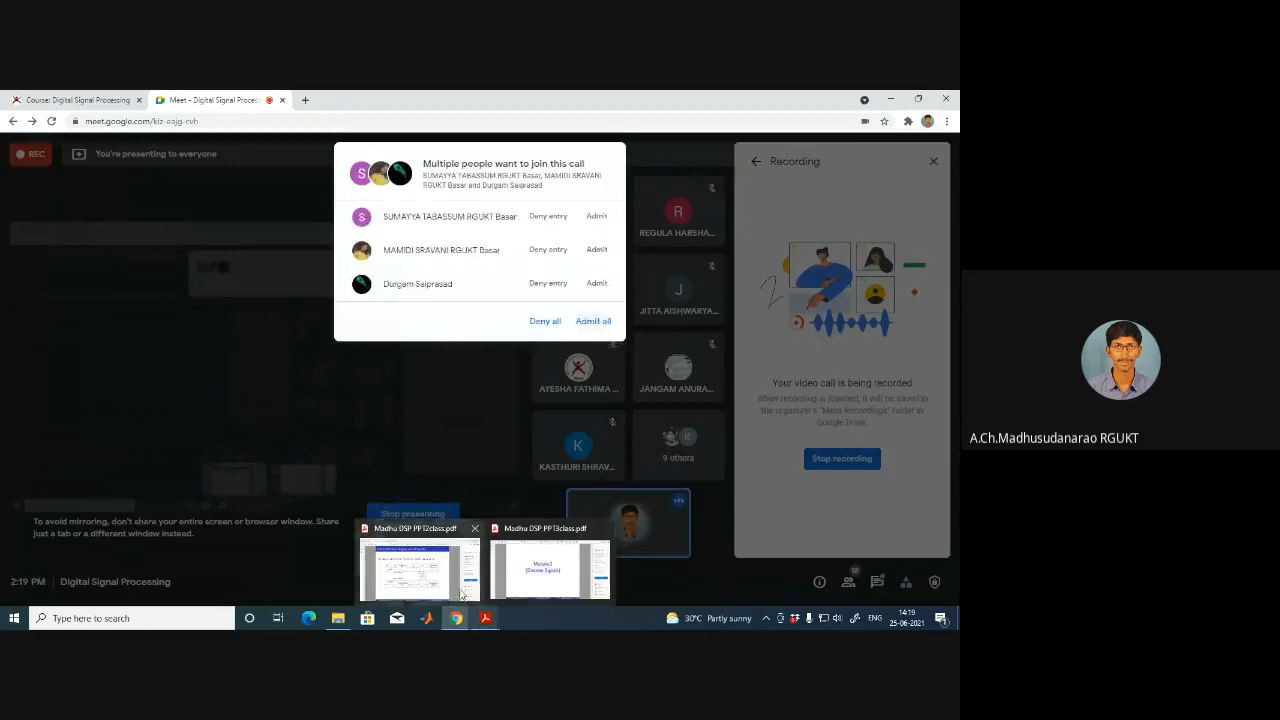 Course: Digital Signal Processing
Meet - Digital Signal Proces
meet.google.com/kiz-eajg-cvh
REC
You're presenting to everyone
Multiple people want to join this call
SUMAYYA TABASSUM RGUKT Basar, MAMIDI SRAVANI
RGUKT Basar and Durgam Saiprasad
S
S SUMAYYA TABASSUM RGUKT Basar Deny entry Admit
MAMIDI SRAVANI RGUKT Basar Deny entry Admit
Durgam Saiprasad Deny entry Admit
Deny all Admit all
R
REGULA HARSHA...
J
JITTA AISHWARYA...
AYESHA FATHIMA ...
JANGAM ANURA...
K
KASTHURI SHRAV...
K
9 others
Recording
Your video call is being recorded
When recording is finished, it will be saved in
the organizer's "Meet Recordings" folder in
Google Drive.
Stop recording
Stop presenting
To avoid mirroring, don't share your entire screen or browser window. Share
just a tab or a different window instead.
Madhu DSP PPT2class.pdf
Madhu DSP PPT3class.pdf
Module-2
(Discrete Signals)
2:19 PM Digital Signal Processing
Type here to search
30°C Partly sunny
ENG
14:19
25-06-2021
A.Ch.Madhusudanarao RGUKT